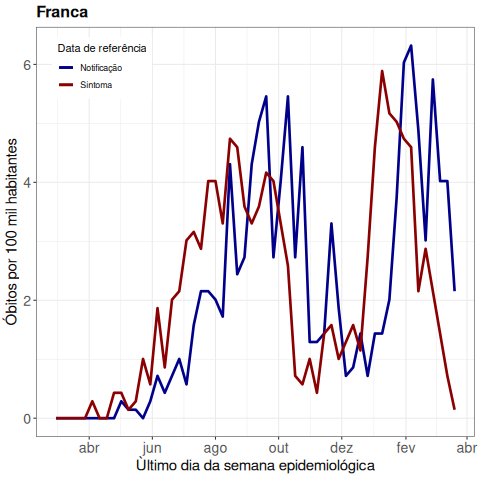 Franca
Data de referência
Notificação
Sintoma
Óbitos por 100 mil habitantes
6
4
2
0
abr jun ago out dez fev abr
Último dia da semana epidemiológica